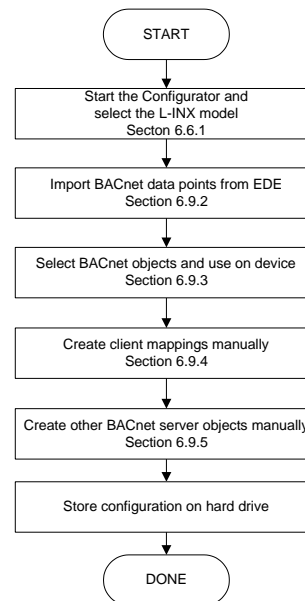 START
Start the Configurator and
select the L-INX model
Secton 6.6.1
Import BACnet data points from EDE
Section 6.9.2
Select BACnet objects and use on device
Section 6.9.3
Create client mappings manually
Section 6.9.4
Create other BACnet server objects manually
Section 6.9.5
Store configuration on hard drive
DONE